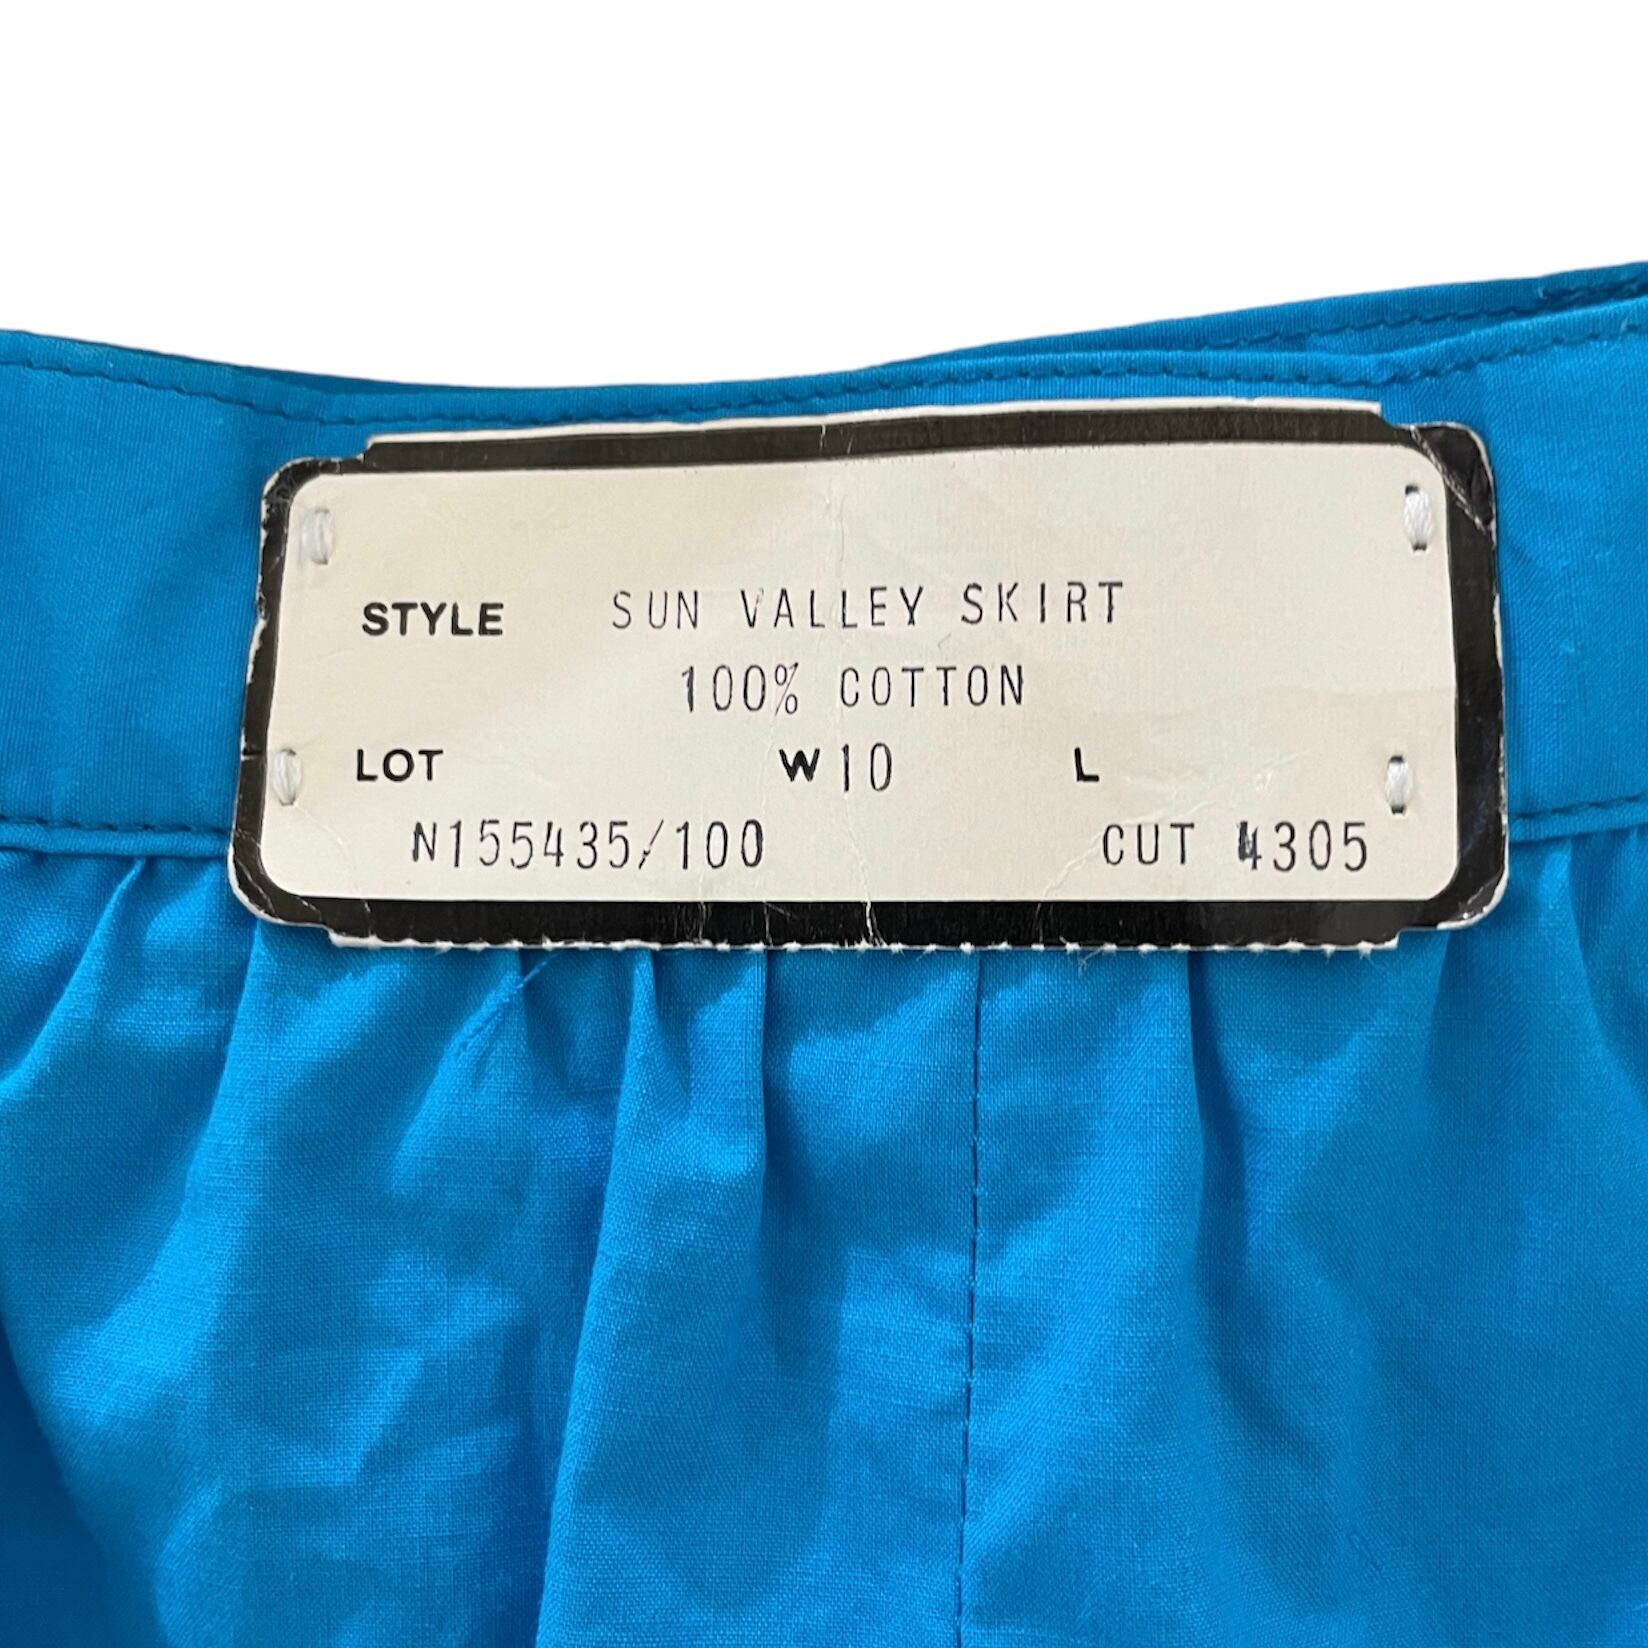 STYLE SUN VALLEY SKIRT
100% COTTON
LOT W10 L
N155435/100 CUT 4305